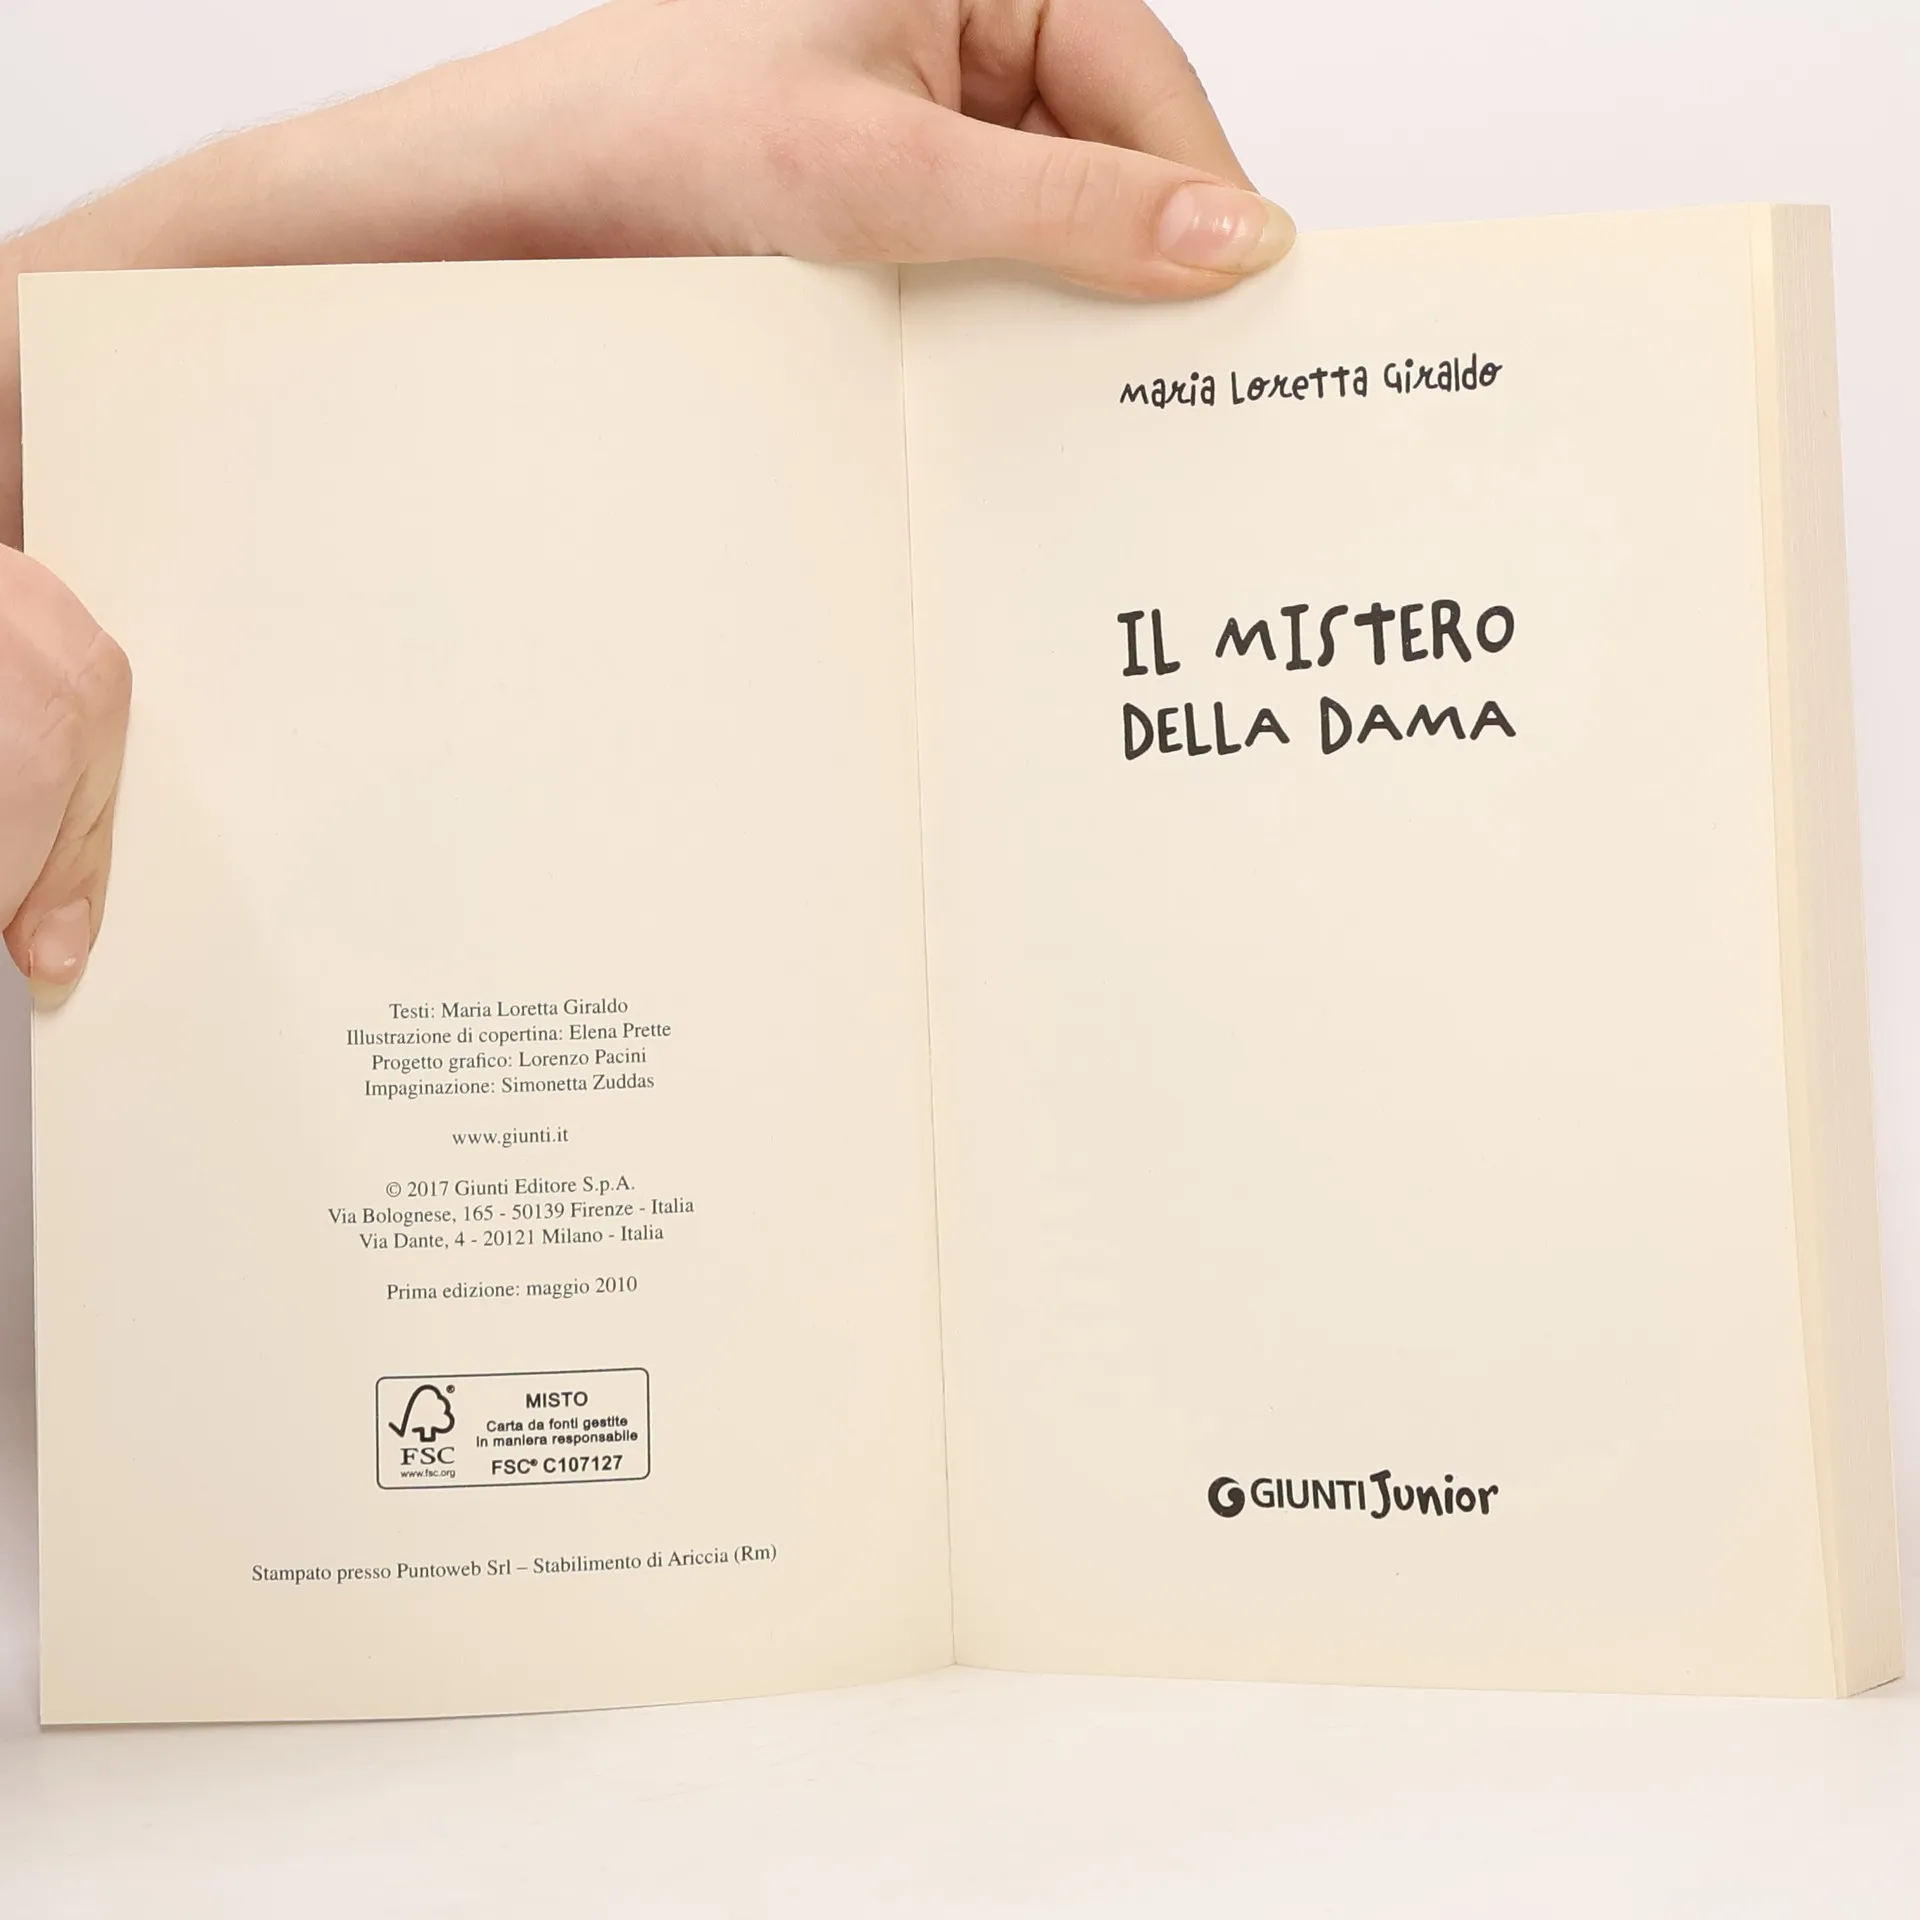 Testi: Maria Loretta Giraldo
Illustrazione di copertina: Elena Prette
Progetto grafico: Lorenzo Pacini
Impaginazione: Simonetta Zuddas
www.giunti.it
© 2017 Giunti Editore S.p.A.
Via Bolognese, 165 - 50139 Firenze - Italia
Via Dante, 4 - 20121 Milano - Italia
Prima edizione: maggio 2010
®
FSC
www.fsc.org
MISTO
Carta da fonti gestite
in maniera responsabile
FSC® C107127
Stampato presso Puntoweb Srl – Stabilimento di Ariccia (Rm)
Maria Loretta Giraldo
IL MISTERO
DELLA DAMA
GIUNTI Junior